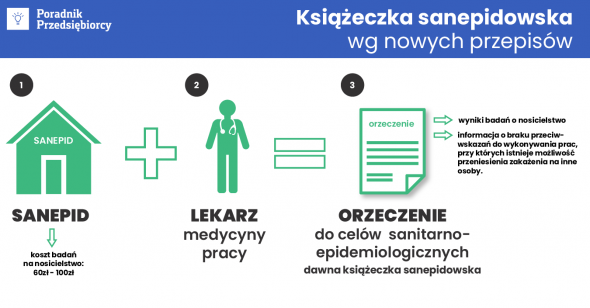 Poradnik
Przedsiębiorcy
Książeczka sanepidowska
wg nowych przepisów
1
SANEPID
SANEPID
koszt badań
na nosicielstwo:
60zł - 100zł
2
LEKARZ
medycyny
pracy
3
orzeczenie
wyniki badań o nosicielstwo
informacja o braku przeciw-
wskazań do wykonywania prac,
przy których istnieje możliwość
przeniesienia zakażenia na inne
osoby.
ORZECZENIE
do celów sanitarno-
epidemiologicznych
dawna książeczka sanepidowska